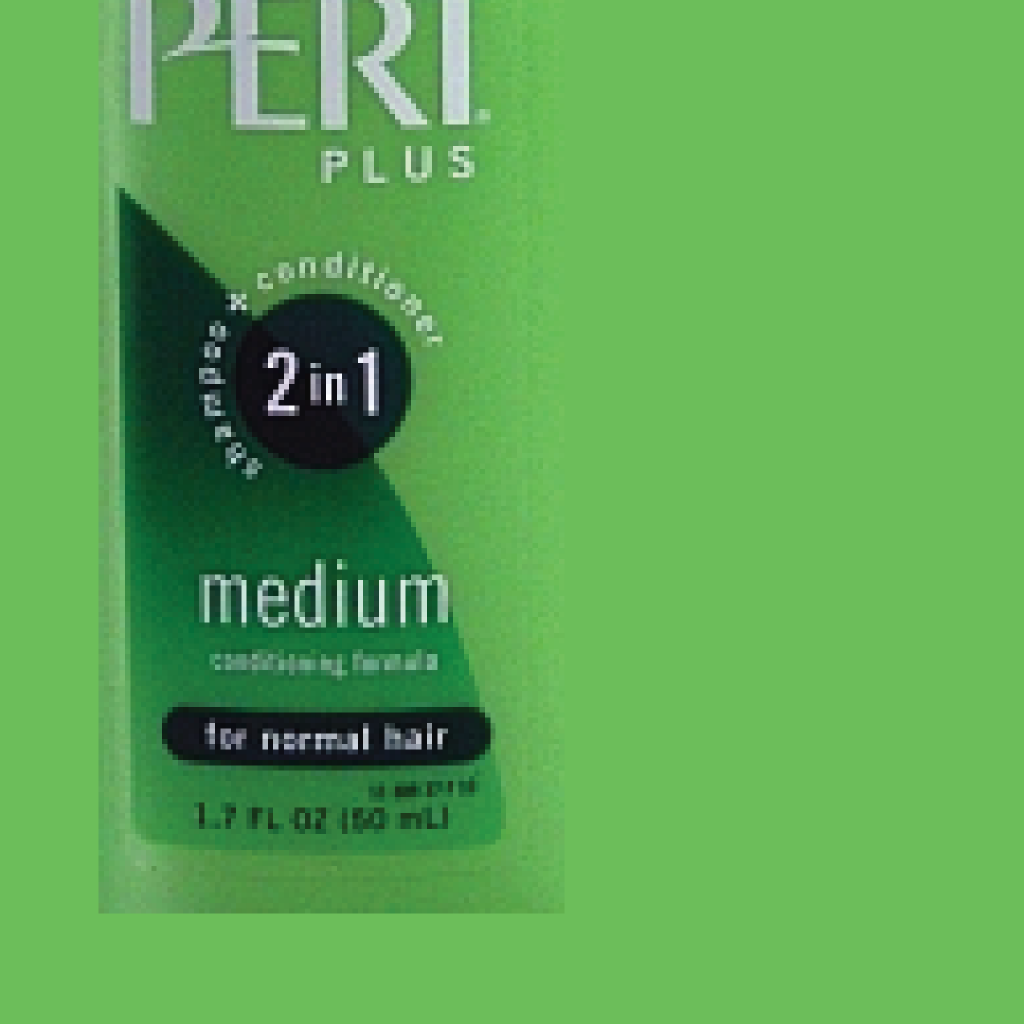 PERT
PLUS
shampoo + conditioner
2 in 1
medium
conditioning formula
for normal hair
1.7 FL OZ (50 mL)